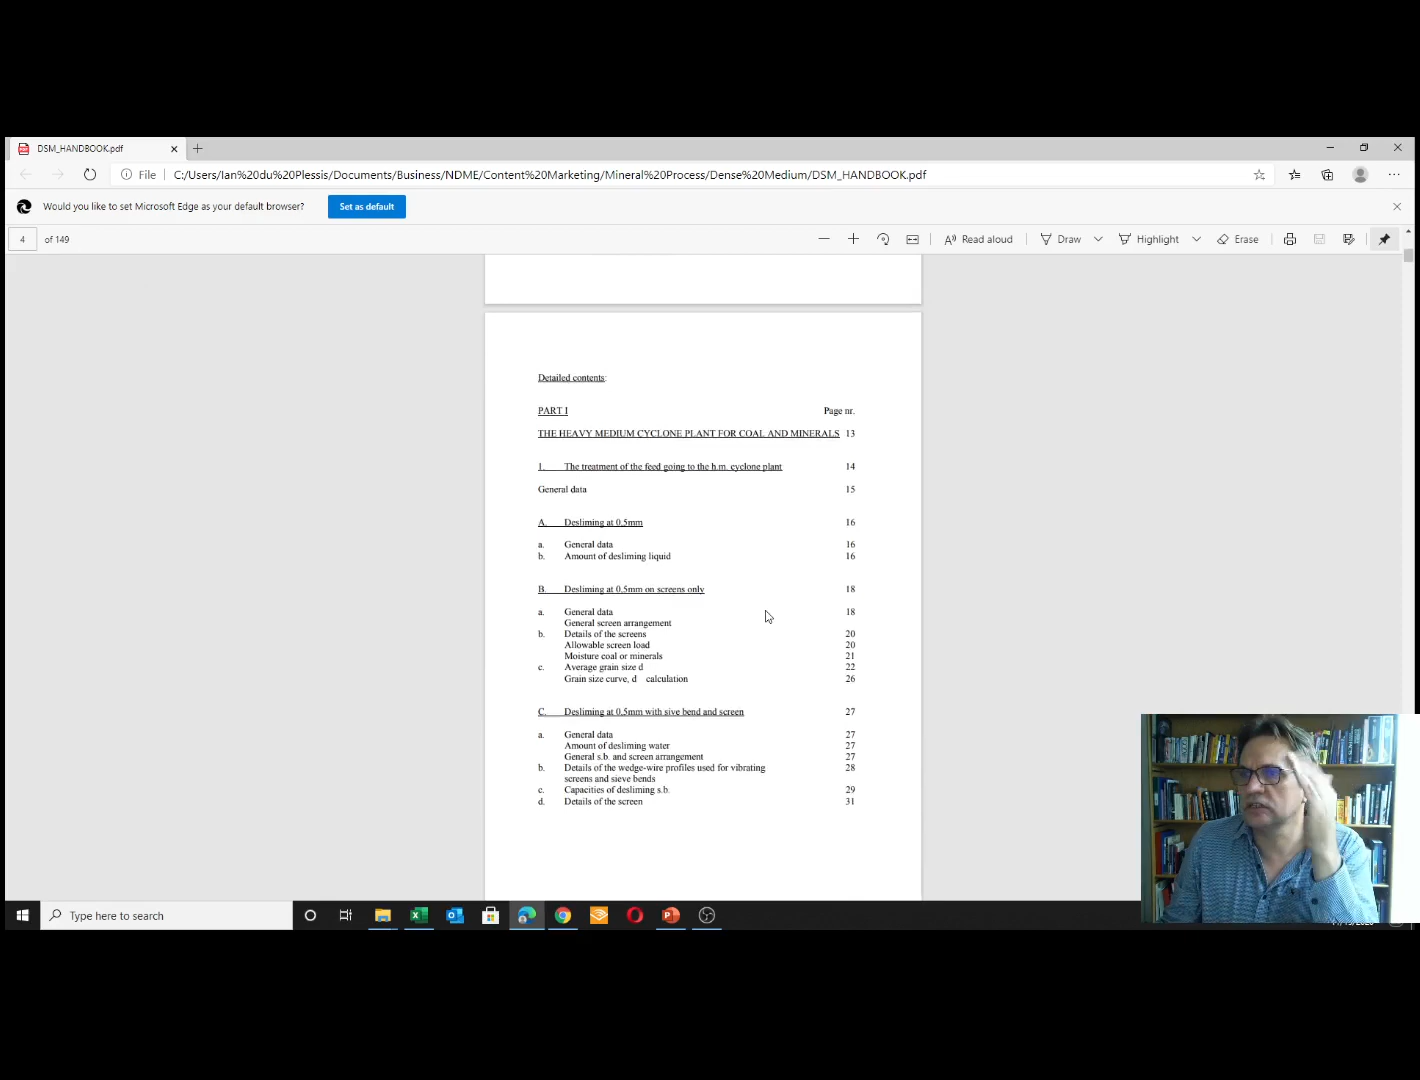 DSM_HANDBOOK.pdf
File
C:/Users/Ian%20du%20Plessis/Documents/Business/NDME/Content%20Marketing/Mineral%20Process/Dense%20Medium/DSM_HANDBOOK.pdf
Would you like to set Microsoft Edge as your default browser? Set as default
4 of 149 Read aloud Draw Highlight Erase
Detailed contents:
PART I Page nr.
THE HEAVY MEDIUM CYCLONE PLANT FOR COAL AND MINERALS 13
1. The treatment of the feed going to the h.m. cyclone plant 14
General data 15
A. Desliming at 0,5mm 16
a. General data 16
b. Amount of desliming liquid 16
B. Desliming at 0,5mm on screens only 18
a. General data 18
General screen arrangement
b. Details of the screens 20
Allowable screen load 20
Moisture coal or minerals 21
c. Average grain size d 22
Grain size curve, d calculation 26
C. Desliming at 0,5mm with sive bend and screen 27
a. General data 27
Amount of desliming water 27
General s.b. and screen arrangement 27
b. Details of the wedge-wire profiles used for vibrating 28
screens and sieve bends
c. Capacities of desliming s.b. 29
d. Details of the screen 31
Type here to search